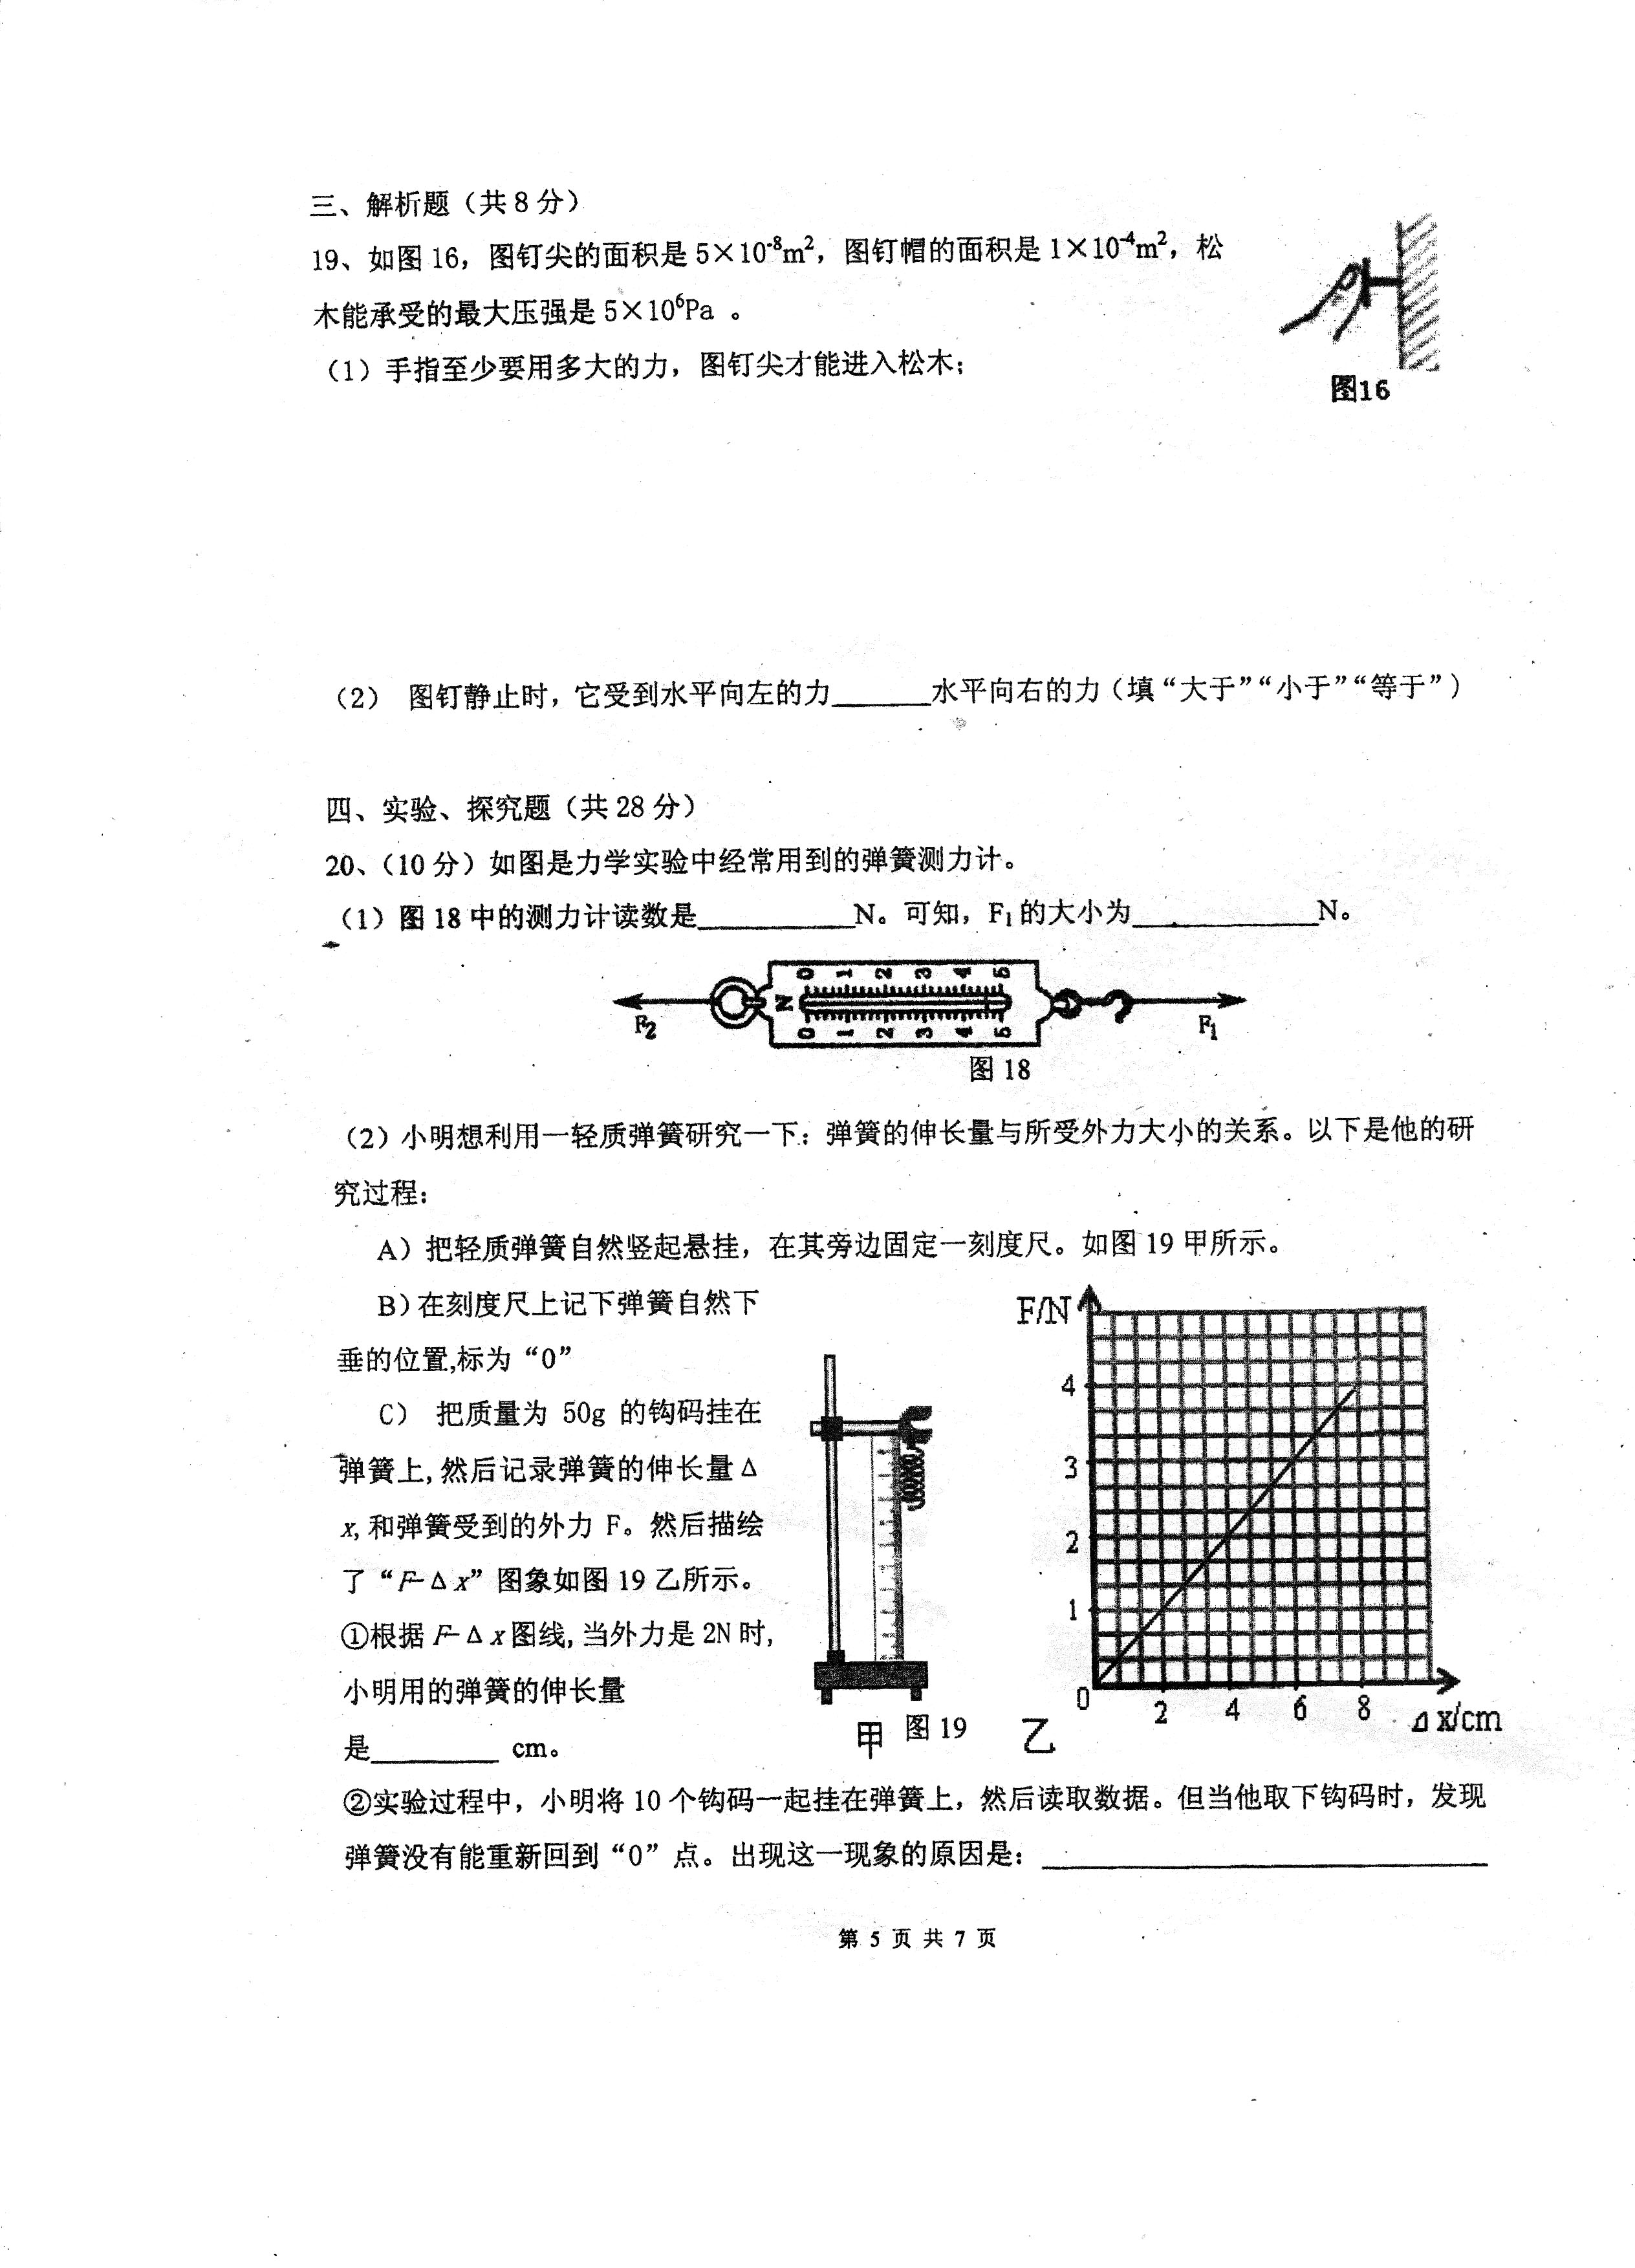 三、解析题（共8分）
19、如图 16，图钉尖的面积是 5×10⁻⁸m²，图钉帽的面积是 1×10⁻⁴m²，松
木能承受的最大压强是 5×10⁶Pa 。
（1）手指至少要用多大的力，图钉尖才能进入松木；
图16
（2） 图钉静止时，它受到水平向左的力______水平向右的力（填“大于”“小于”“等于”）
四、实验、探究题（共 28 分）
20、（10 分）如图是力学实验中经常用到的弹簧测力计。
（1）图 18 中的测力计读数是__________N。可知，F₁的大小为____________N。
0 1 2 3 4 5
N
0 1 2 3 4 5
F₂
F₁
图 18
（2）小明想利用一轻质弹簧研究一下：弹簧的伸长量与所受外力大小的关系。以下是他的研
究过程：
A）把轻质弹簧自然竖起悬挂，在其旁边固定一刻度尺。如图 19 甲所示。
B）在刻度尺上记下弹簧自然下
垂的位置,标为“0”
C） 把质量为 50g 的钩码挂在
弹簧上, 然后记录弹簧的伸长量 Δ
x, 和弹簧受到的外力 F。然后描绘
了“F-Δx”图象如图 19 乙所示。
①根据 F-Δx图线, 当外力是 2N 时,
小明用的弹簧的伸长量
是________ cm。
F/N
4
3
2
1
0
2 4 6 8
Δx/cm
甲 图 19 乙
②实验过程中，小明将 10 个钩码一起挂在弹簧上，然后读取数据。但当他取下钩码时，发现
弹簧没有能重新回到“0”点。出现这一现象的原因是：______________________________
第 5 页 共 7 页